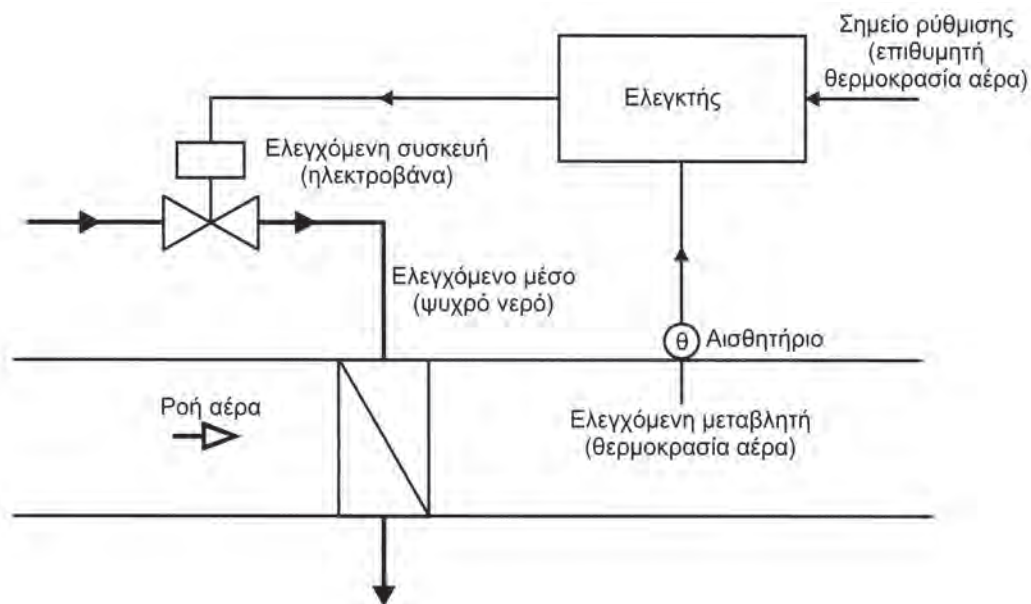 Σημείο ρύθμισης
(επιθυμητή
θερμοκρασία αέρα)
Ελεγκτής
Ελεγχόμενη συσκευή
(ηλεκτροβάνα)
Ελεγχόμενο μέσο
(ψυχρό νερό)
θ
Αισθητήριο
Ροή αέρα
Ελεγχόμενη μεταβλητή
(θερμοκρασία αέρα)